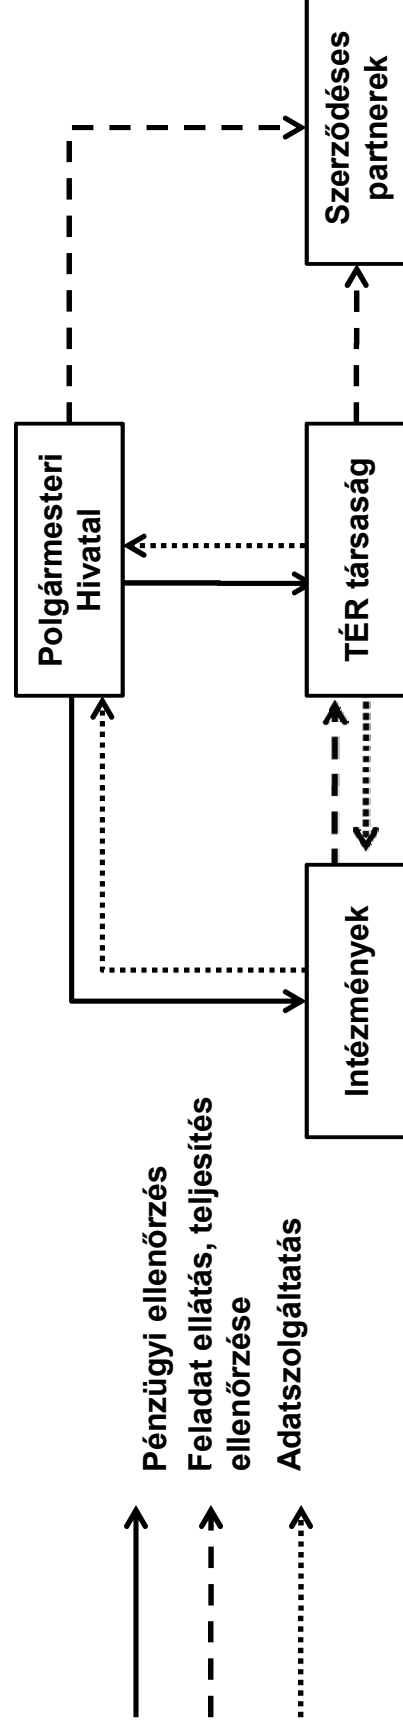 Pénzügyi ellenőrzés
Feladat ellátás, teljesítés
ellenőrzése
Adatszolgáltatás
Polgármesteri
Hivatal
Intézmények
TÉR társaság
Szerződéses
partnerek